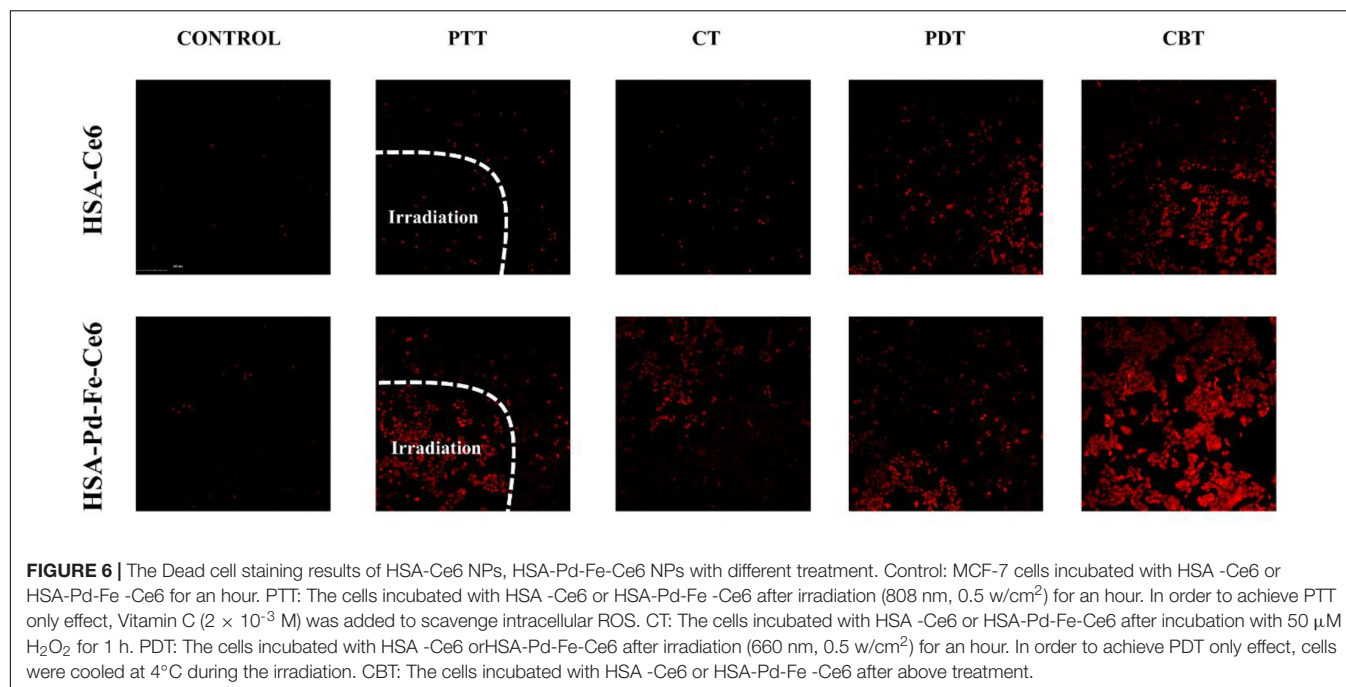 CONTROL PTT CT PDT CBT
HSA-Ce6
Irradiation
HSA-Pd-Fe-Ce6
Irradiation
FIGURE 6 | The Dead cell staining results of HSA-Ce6 NPs, HSA-Pd-Fe-Ce6 NPs with different treatment. Control: MCF-7 cells incubated with HSA -Ce6 or
HSA-Pd-Fe -Ce6 for an hour. PTT: The cells incubated with HSA -Ce6 or HSA-Pd-Fe -Ce6 after irradiation (808 nm, 0.5 w/cm²) for an hour. In order to achieve PTT
only effect, Vitamin C (2 × 10⁻³ M) was added to scavenge intracellular ROS. CT: The cells incubated with HSA -Ce6 or HSA-Pd-Fe-Ce6 after incubation with 50 μM
H₂O₂ for 1 h. PDT: The cells incubated with HSA -Ce6 orHSA-Pd-Fe-Ce6 after irradiation (660 nm, 0.5 w/cm²) for an hour. In order to achieve PDT only effect, cells
were cooled at 4°C during the irradiation. CBT: The cells incubated with HSA -Ce6 or HSA-Pd-Fe -Ce6 after above treatment.